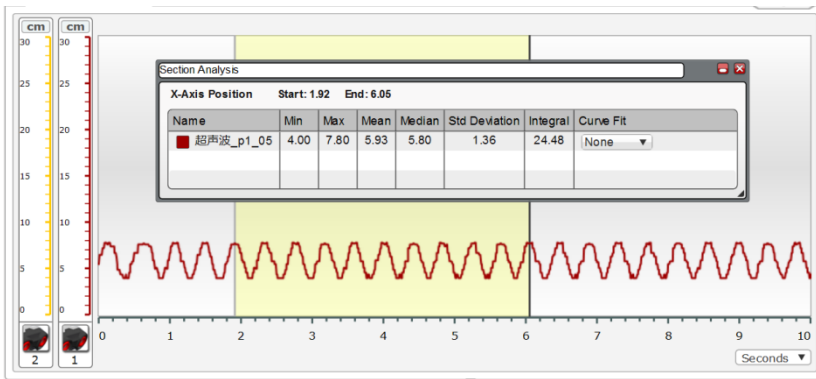 cm cm
30 30
Section Analysis
X-Axis Position Start: 1.92 End: 6.05
25 25
Name Min Max Mean Median Std Deviation Integral Curve Fit
超声波_p1_05 4.00 7.80 5.93 5.80 1.36 24.48 None
20 20
15 15
10 10
5 5
0 0
0 1 2 3 4 5 6 7 8 9 10
2 1
Seconds